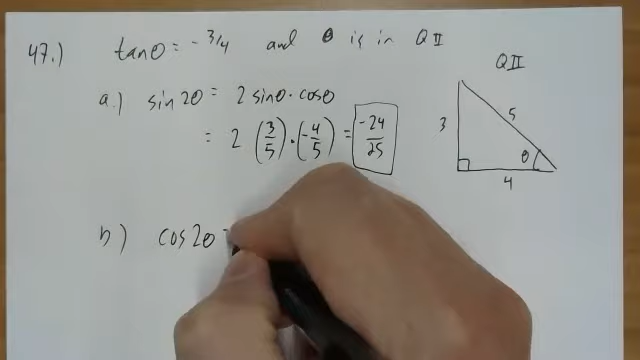 47.) tanθ = - 3/4 and θ is in QII
QII
a.) sin 2θ = 2 sinθ · cosθ
= 2 (3/5) · (-4/5) = -24/25
3
5
θ
4
b) cos 2θ =